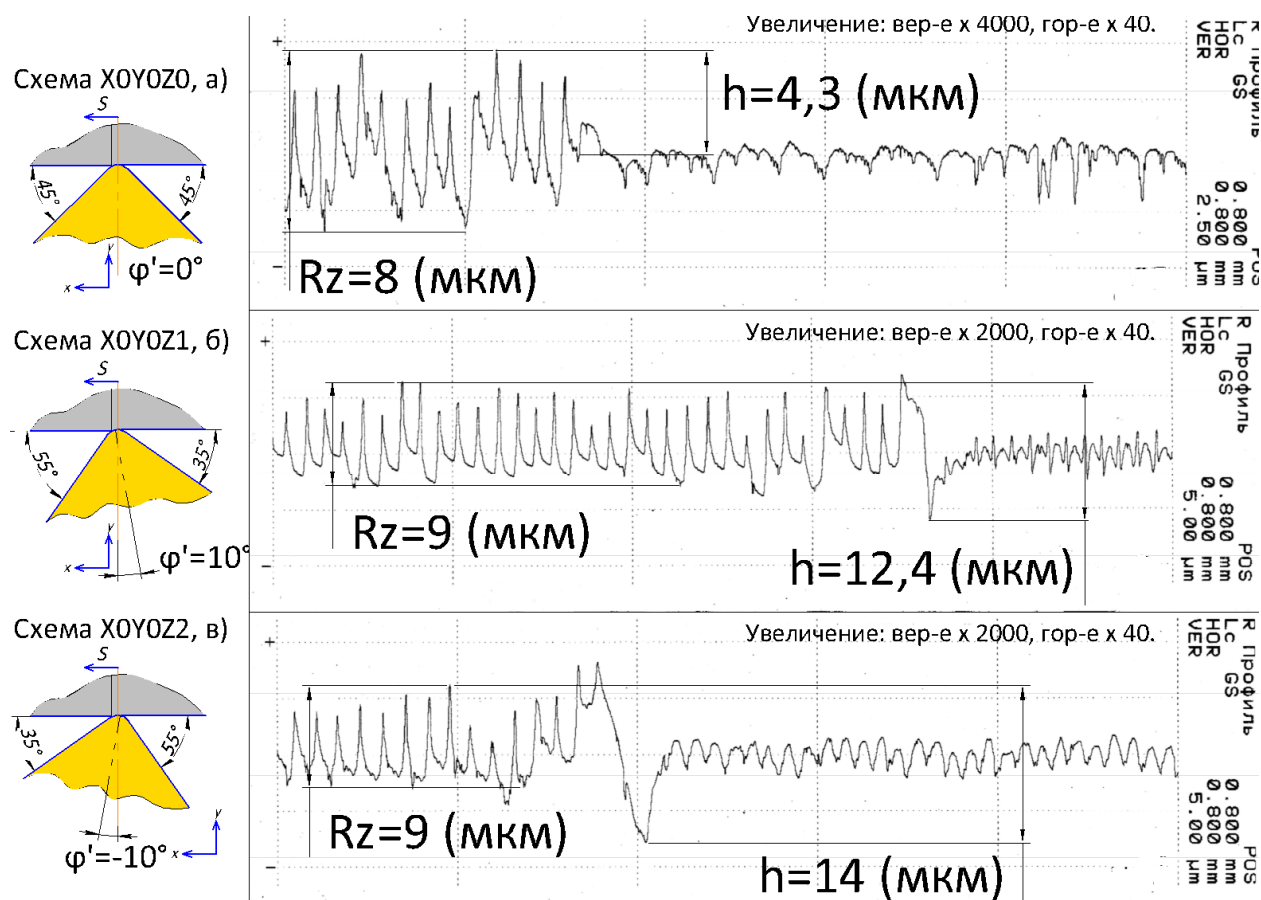 Увеличение: вер-е х 4000, гор-е х 40.
Схема X0Y0Z0, а)
S
45°
45°
y
x
φ'=0°
+
h=4,3 (мкм)
Rz=8 (мкм)
−
R Профиль
Lc GS 0.800 mm
HOR 0.800 mm
VER 2.50 µm
POS
Увеличение: вер-е х 2000, гор-е х 40.
Схема X0Y0Z1, б)
S
55°
35°
y
x
φ'=10°
+
Rz=9 (мкм)
h=12,4 (мкм)
−
R Профиль
Lc GS 0.800 mm
HOR 0.800 mm
VER 5.00 µm
POS
Увеличение: вер-е х 2000, гор-е х 40.
Схема X0Y0Z2, в)
S
35°
55°
y
x
φ'=-10°
+
Rz=9 (мкм)
h=14 (мкм)
−
R Профиль
Lc GS 0.800 mm
HOR 0.800 mm
VER 5.00 µm
POS